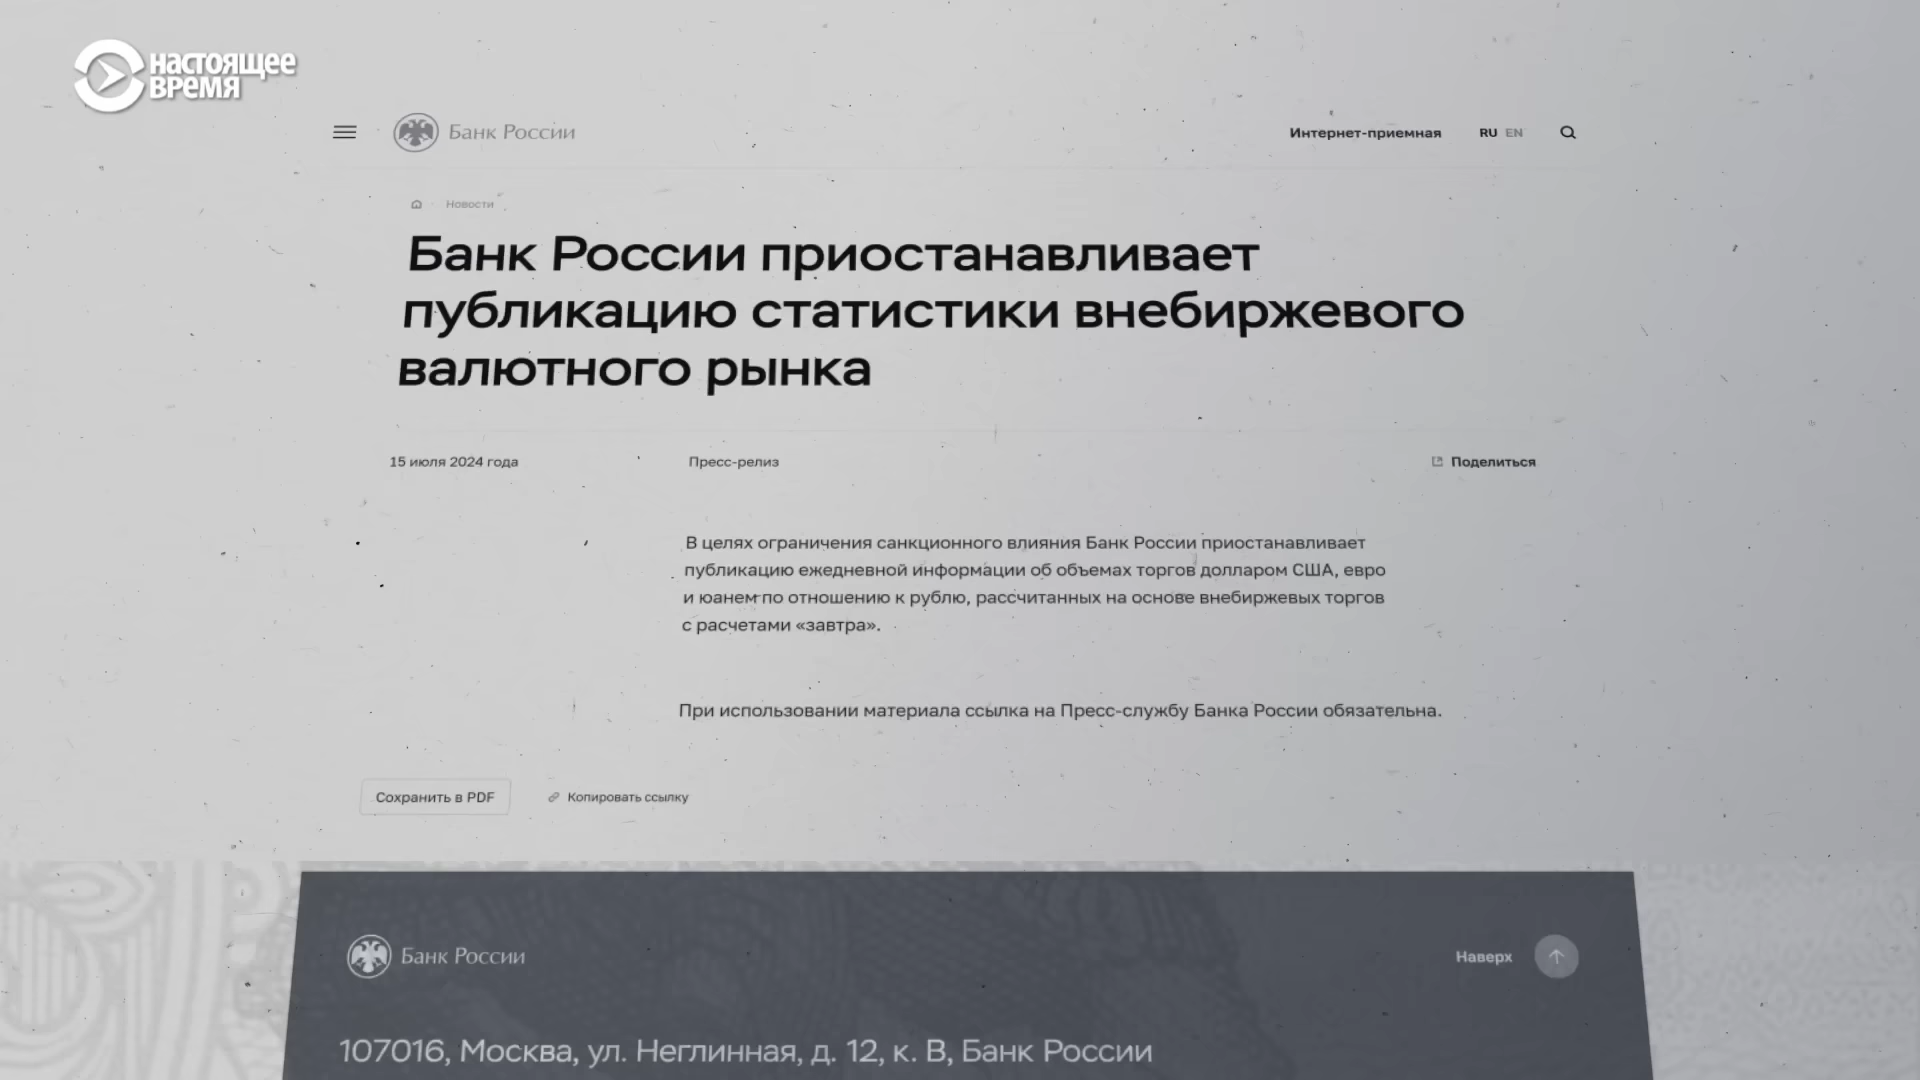 НАСТОЯЩЕЕ
ВРЕМЯ
Банк России
Интернет-приемная
RU EN
Новости
Банк России приостанавливает
публикацию статистики внебиржевого
валютного рынка
15 июля 2024 года
Пресс-релиз
Поделиться
В целях ограничения санкционного влияния Банк России приостанавливает
публикацию ежедневной информации об объемах торгов долларом США, евро
и юанем по отношению к рублю, рассчитанных на основе внебиржевых торгов
с расчетами «завтра».
При использовании материала ссылка на Пресс-службу Банка России обязательна.
Сохранить в PDF
Копировать ссылку
Банк России
Наверх
107016, Москва, ул. Неглинная, д. 12, к. В, Банк России